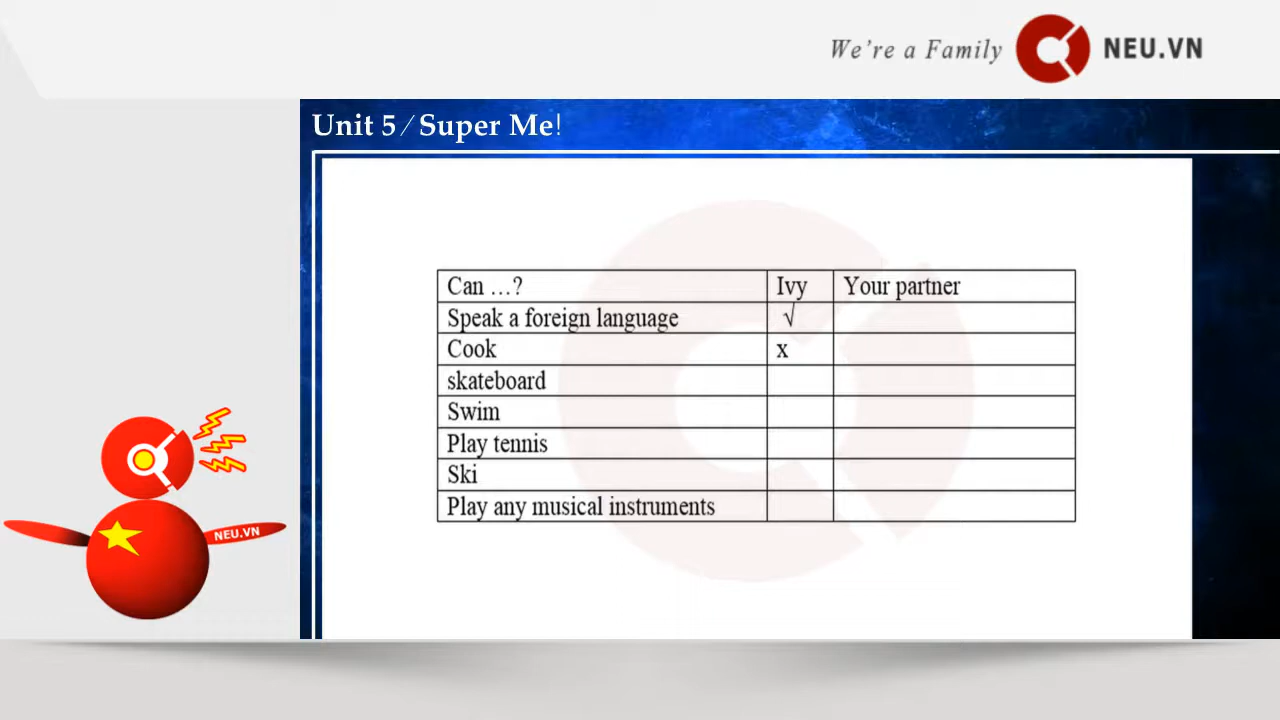 We're a Family NEU.VN
Unit 5 / Super Me!
Can …? Ivy Your partner
Speak a foreign language √
Cook x
skateboard
Swim
Play tennis
Ski
Play any musical instruments
NEU.VN